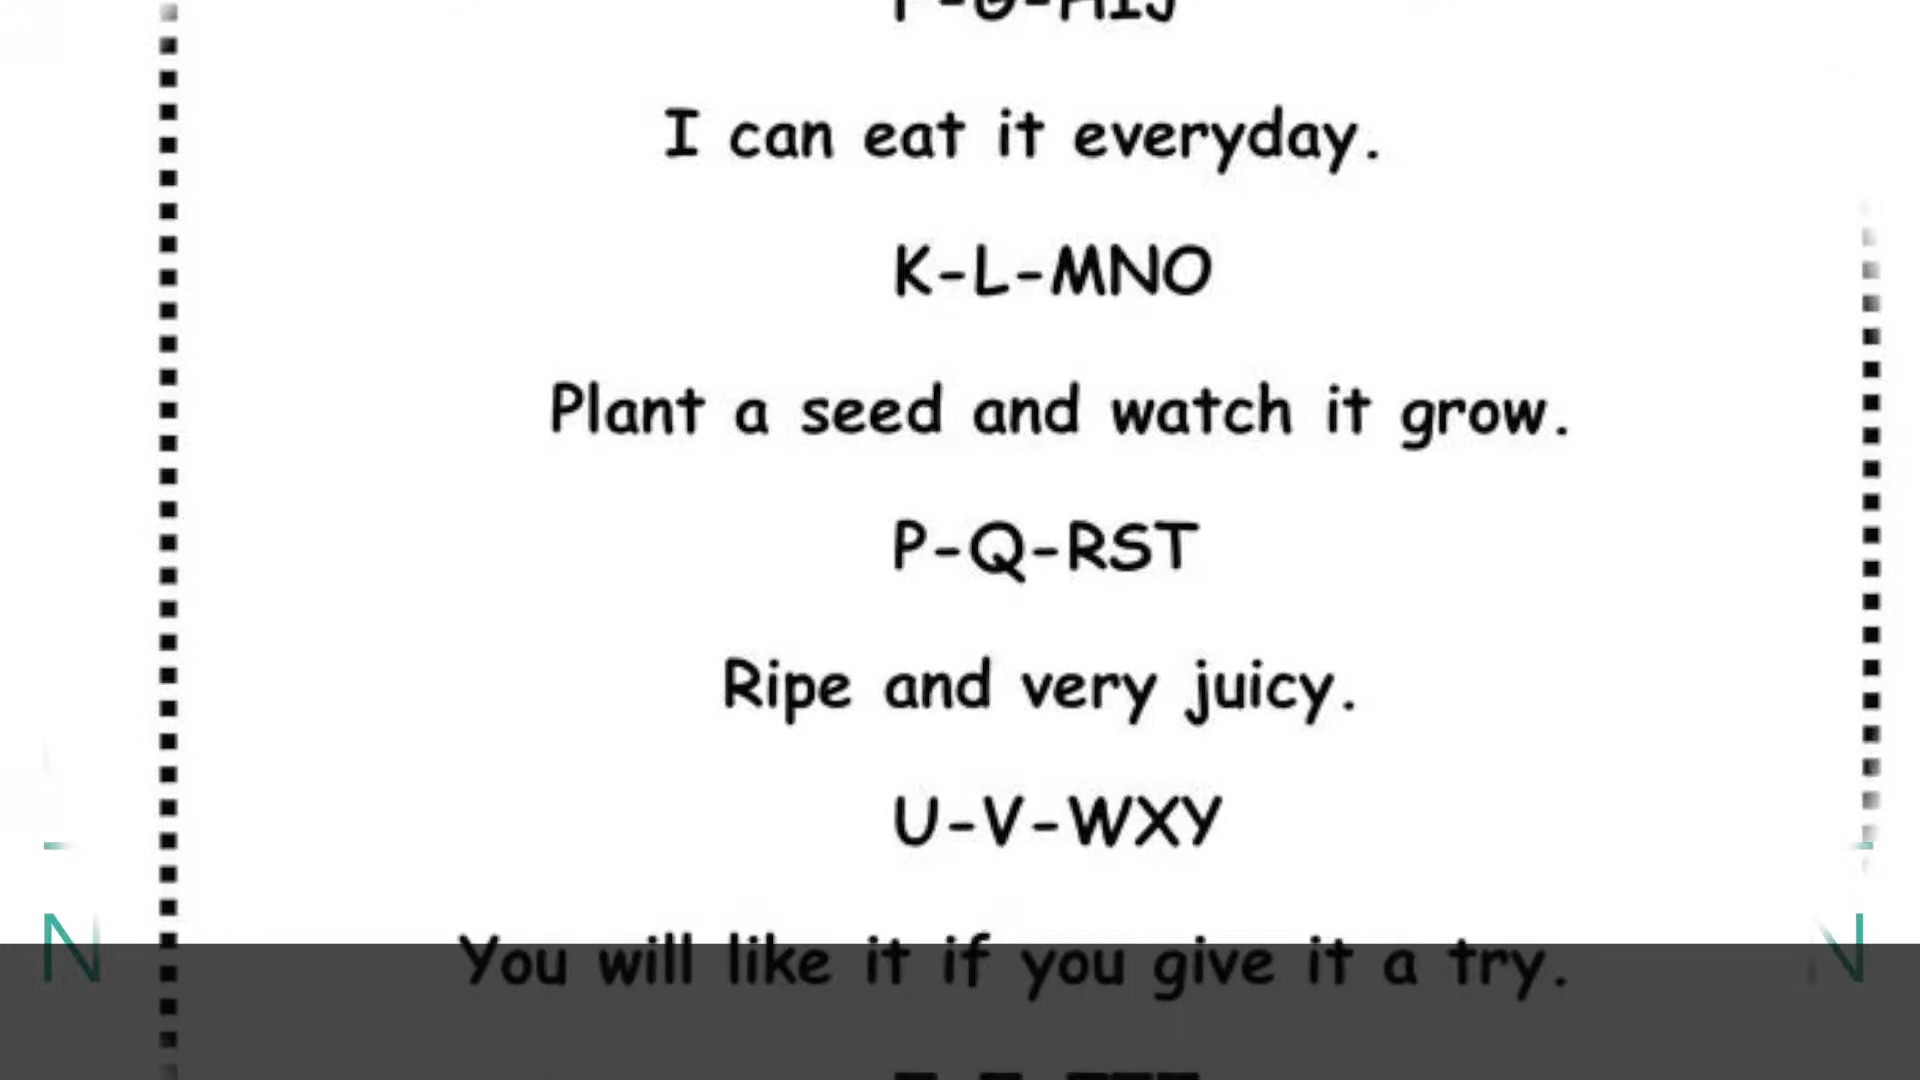 F-G-HIJ
I can eat it everyday.
K-L-MNO
Plant a seed and watch it grow.
P-Q-RST
Ripe and very juicy.
U-V-WXY
You will like it if you give it a try.
N
N